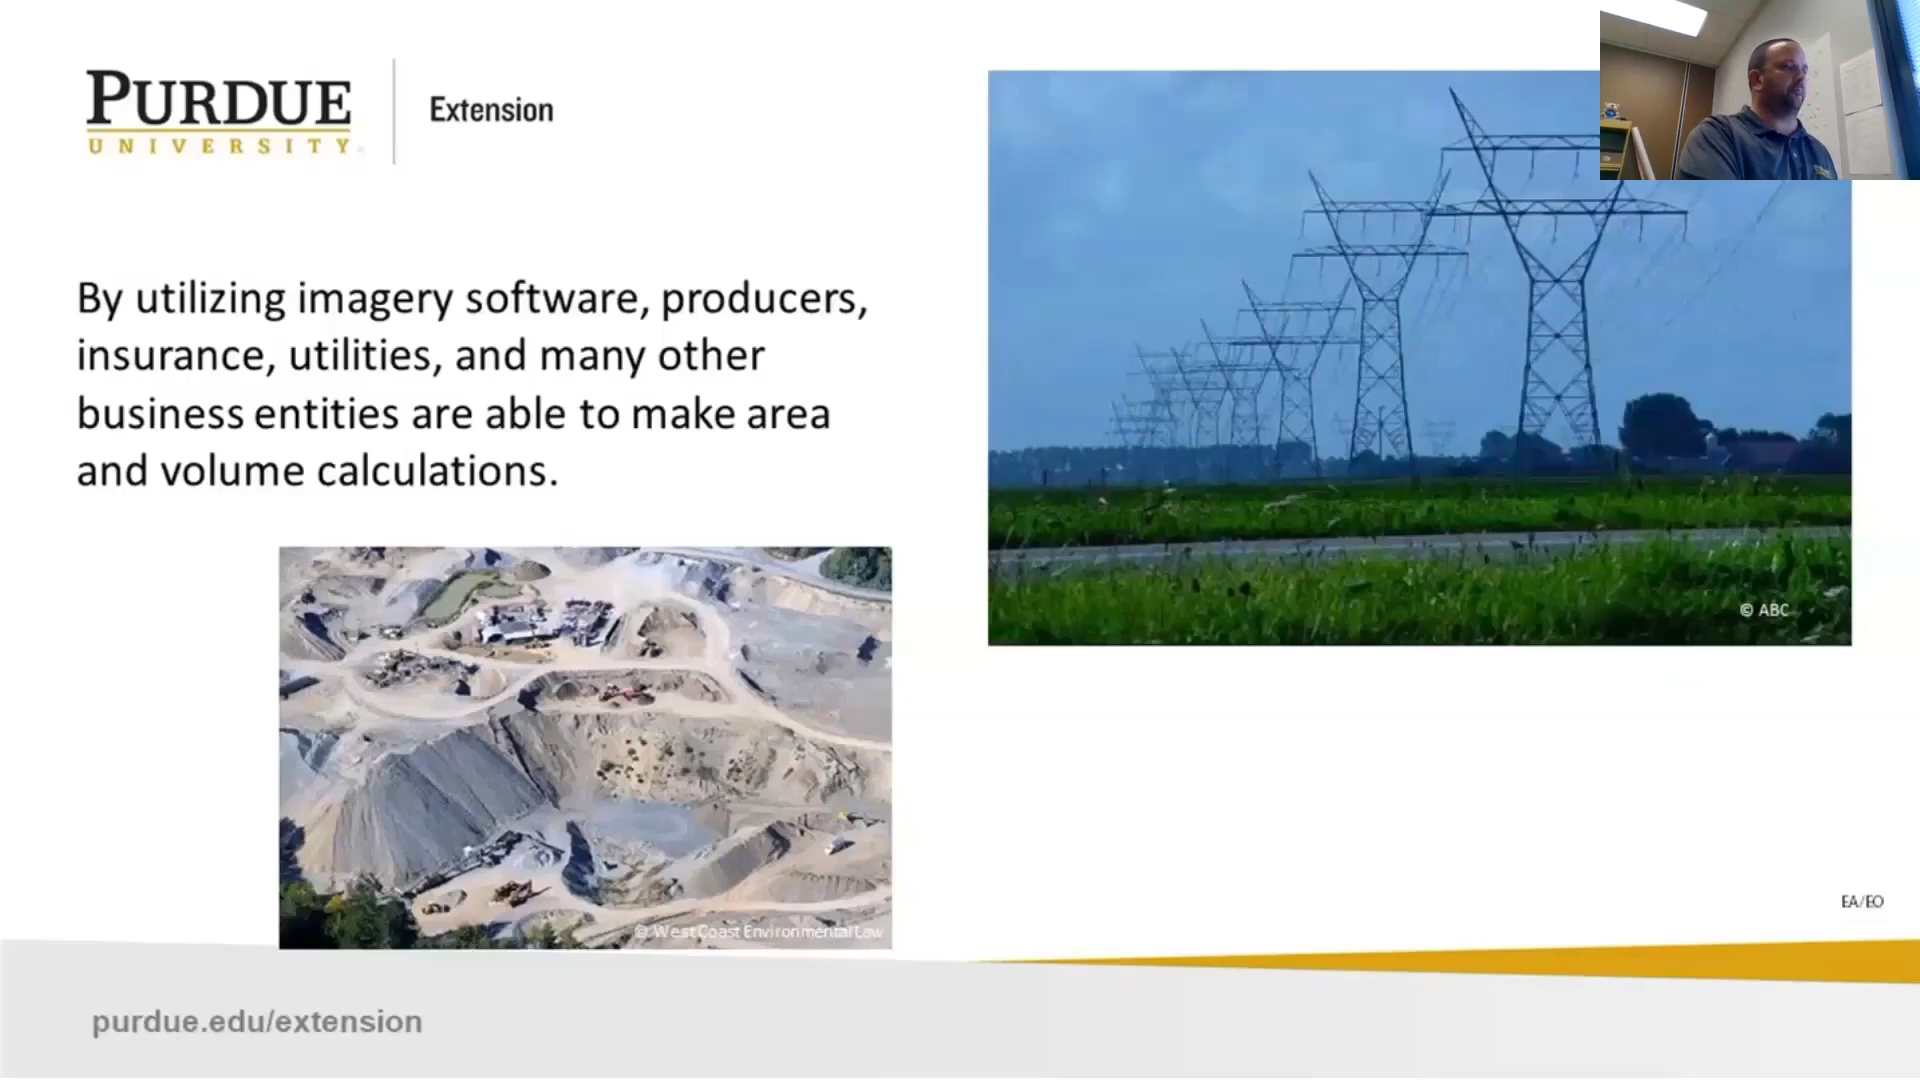 PURDUE
UNIVERSITY
Extension
By utilizing imagery software, producers,
insurance, utilities, and many other
business entities are able to make area
and volume calculations.
© ABC
© West Coast Environmental Law
EA/EO
purdue.edu/extension